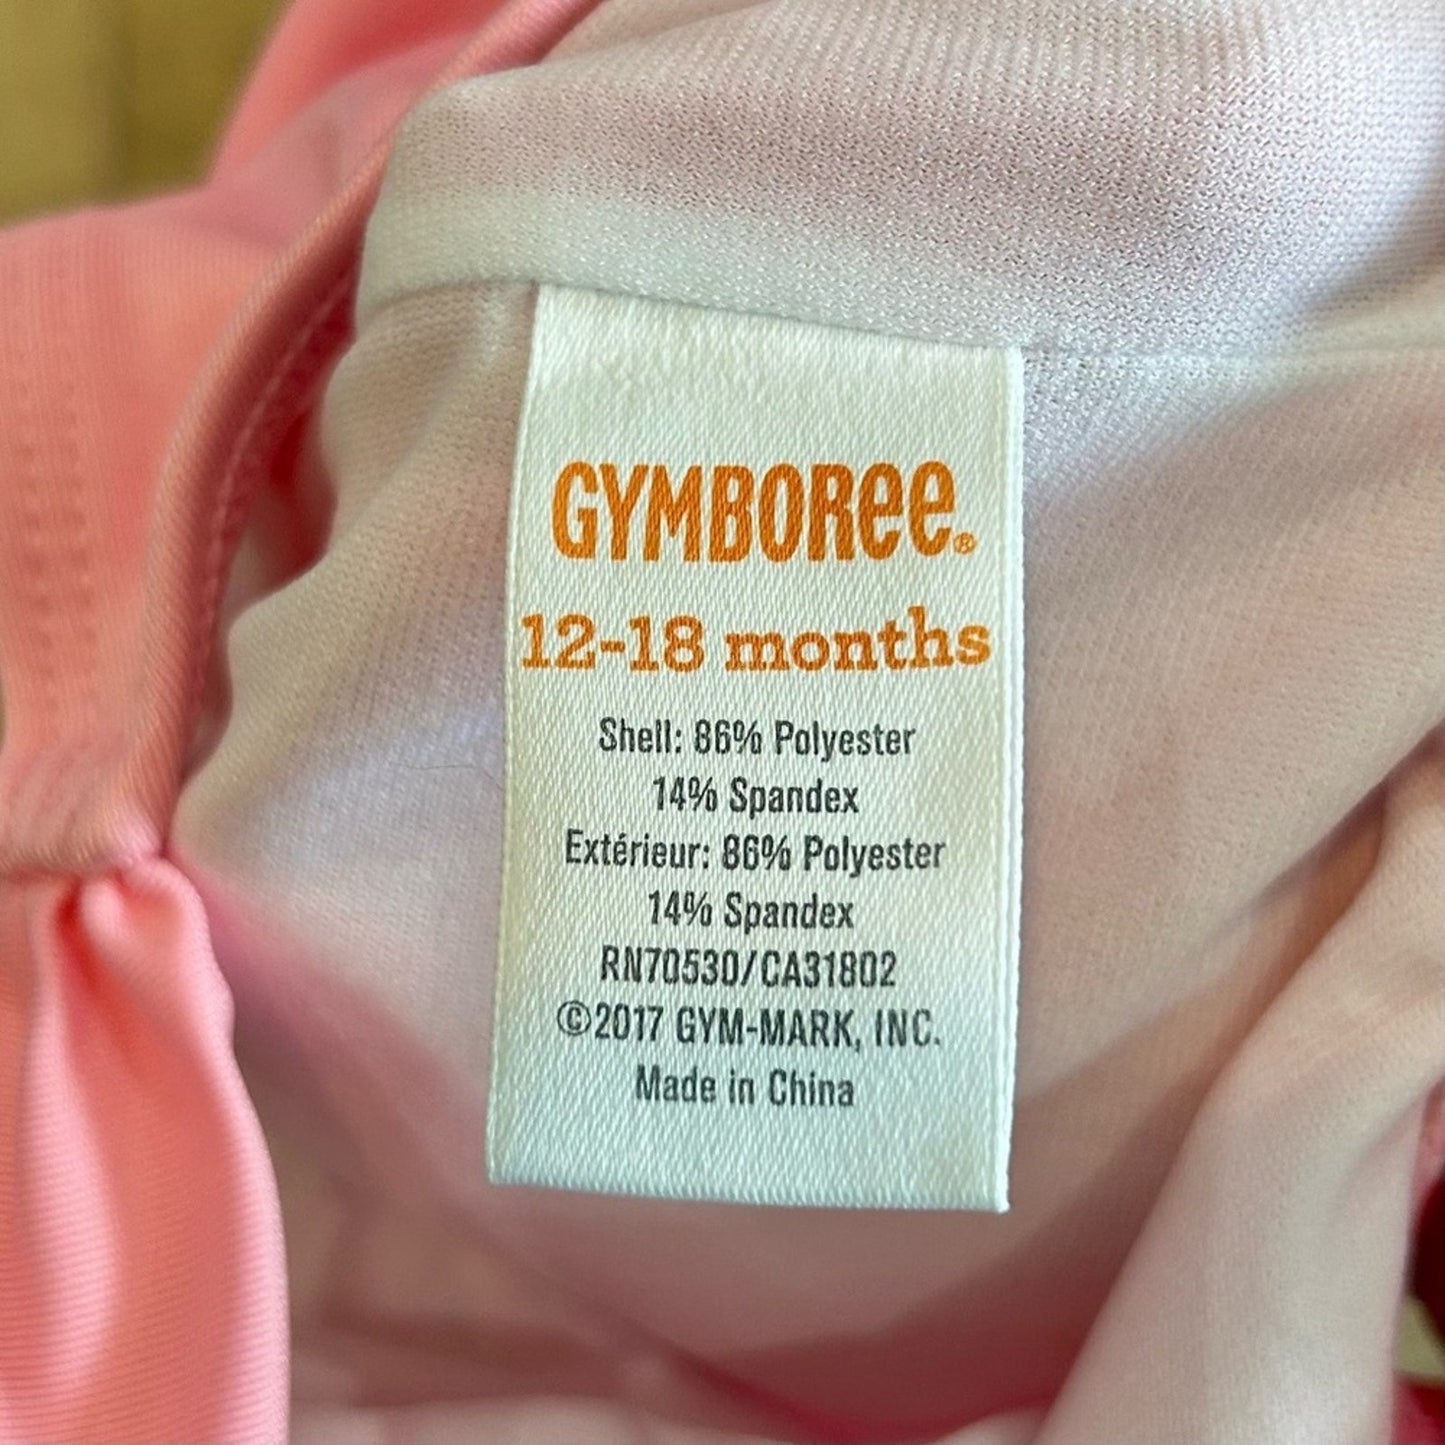 GYMBOREE®
12-18 months
Shell: 86% Polyester
14% Spandex
Extérieur: 86% Polyester
14% Spandex
RN70530/CA31802
©2017 GYM-MARK, INC.
Made in China